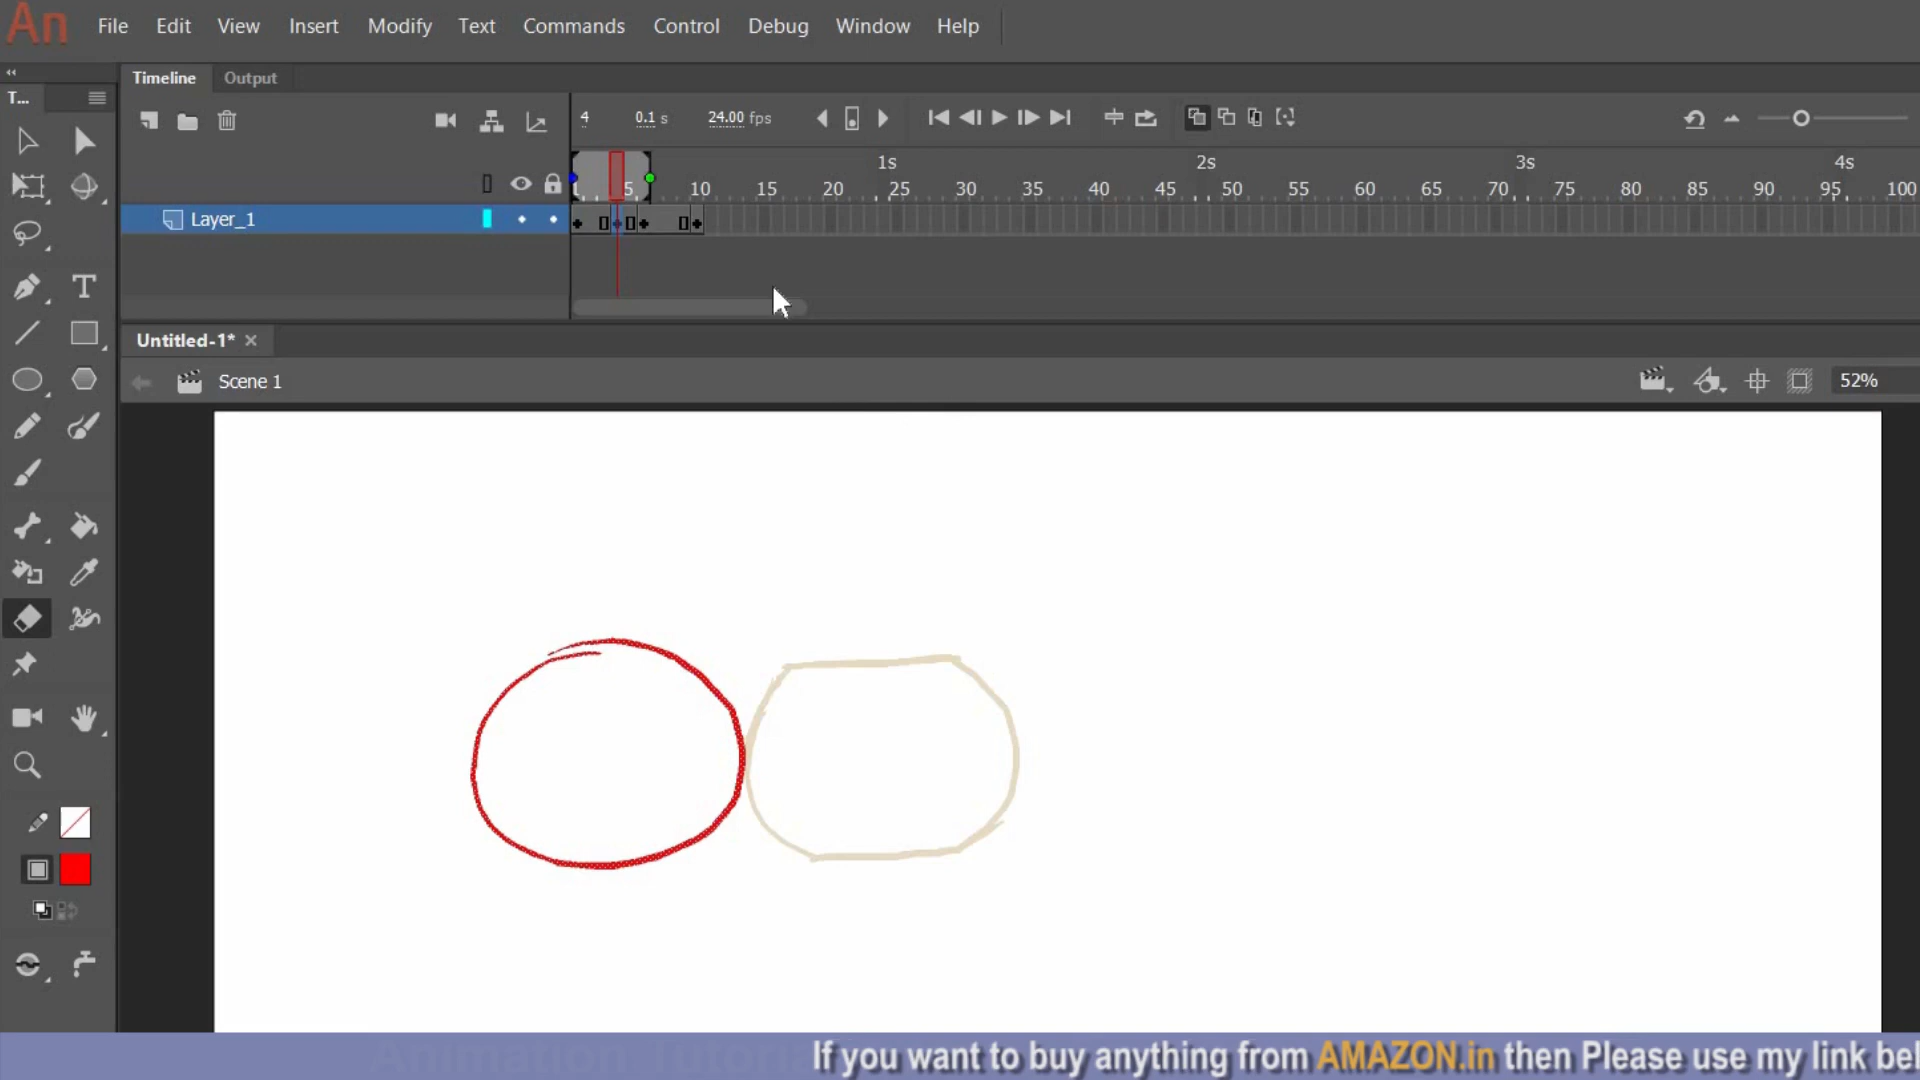 An File Edit View Insert Modify Text Commands Control Debug Window Help
Timeline Output
T...
4 0.1 s 24.00 fps
1s 2s 3s 4s
5 10 15 20 25 30 35 40 45 50 55 60 65 70 75 80 85 90 95 100
Layer_1
Untitled-1*
Scene 1
52%
If you want to buy anything from AMAZON.in then Please use my link bel